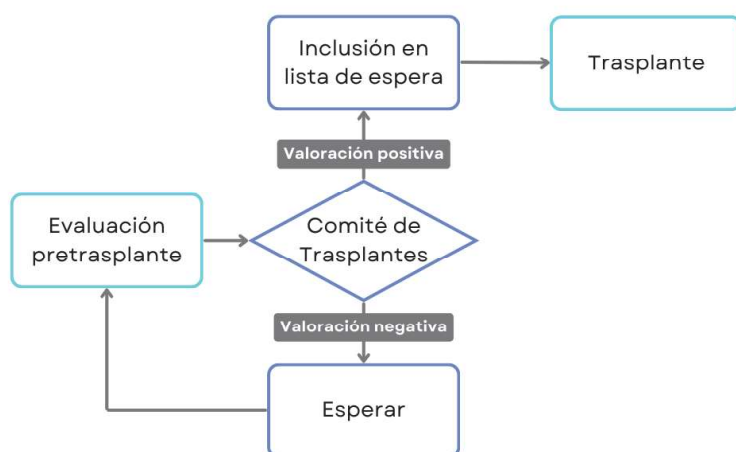 Inclusión en
lista de espera
Trasplante
Valoración positiva
Evaluación
pretrasplante
Comité de
Trasplantes
Valoración negativa
Esperar